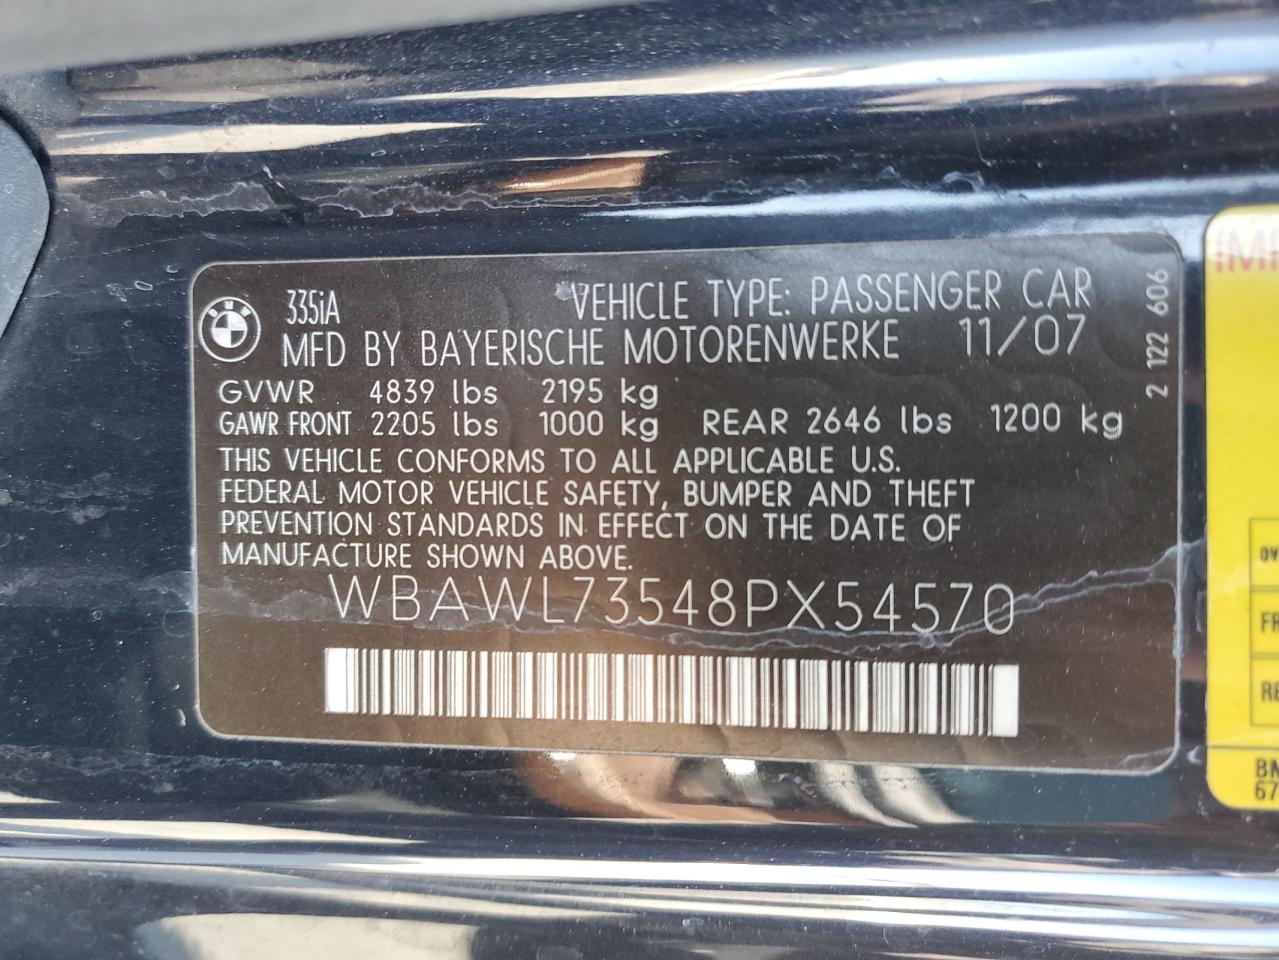 335iA VEHICLE TYPE: PASSENGER CAR
MFD BY BAYERISCHE MOTORENWERKE 11/07
GVWR 4839 lbs 2195 kg
GAWR FRONT 2205 lbs 1000 kg REAR 2646 lbs 1200 kg
THIS VEHICLE CONFORMS TO ALL APPLICABLE U.S.
FEDERAL MOTOR VEHICLE SAFETY, BUMPER AND THEFT
PREVENTION STANDARDS IN EFFECT ON THE DATE OF
MANUFACTURE SHOWN ABOVE.
WBAWL73548PX54570
2 122 606